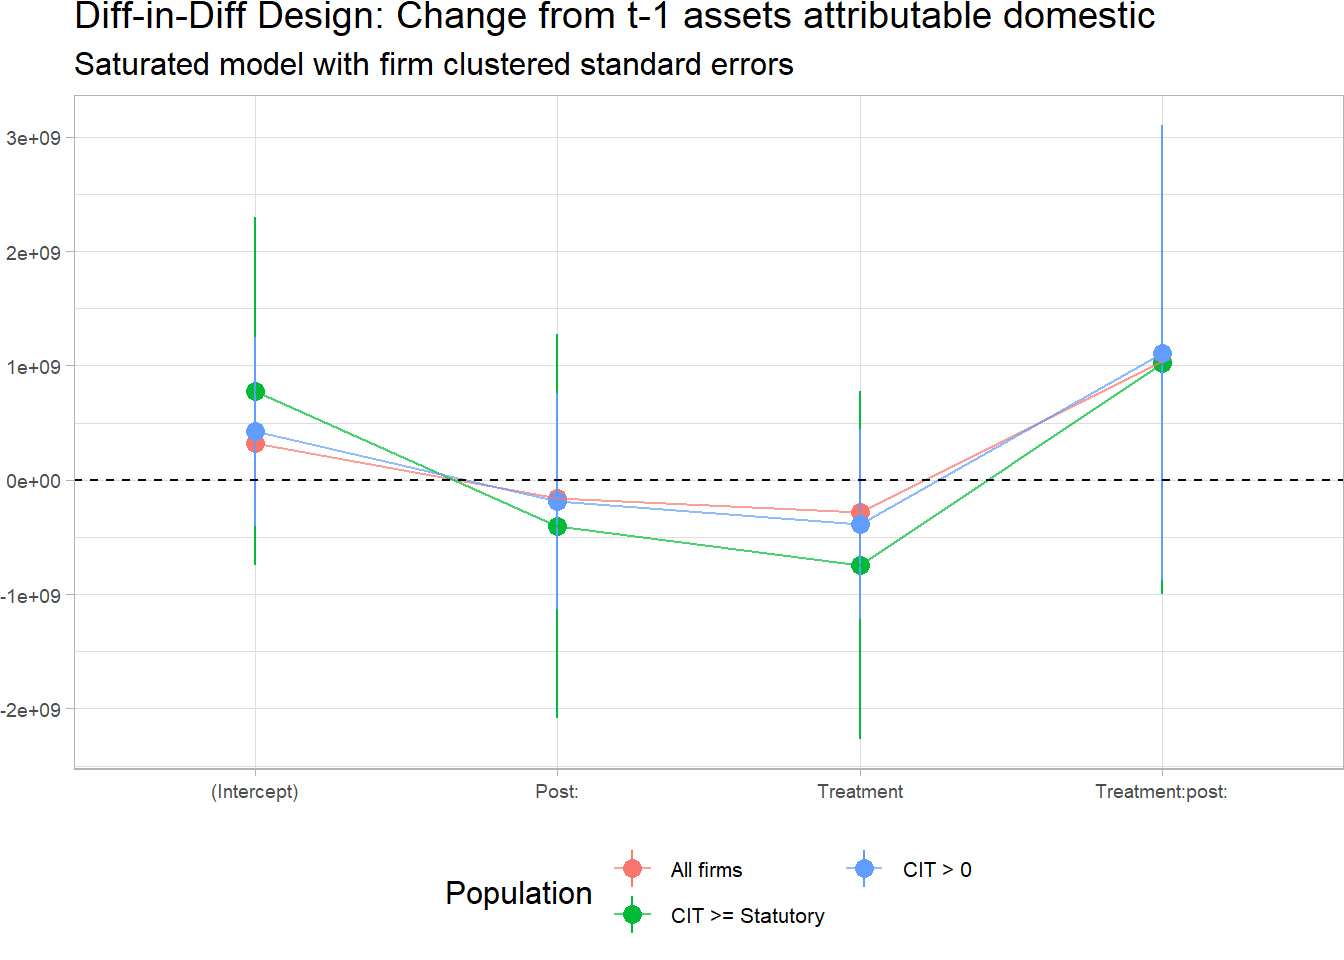 Diff-in-Diff Design: Change from t-1 assets attributable domestic
Saturated model with firm clustered standard errors
3e+09
2e+09
1e+09
0e+00
-1e+09
-2e+09
(Intercept)
Post:
Treatment
Treatment:post:
Population
All firms
CIT >= Statutory
CIT > 0